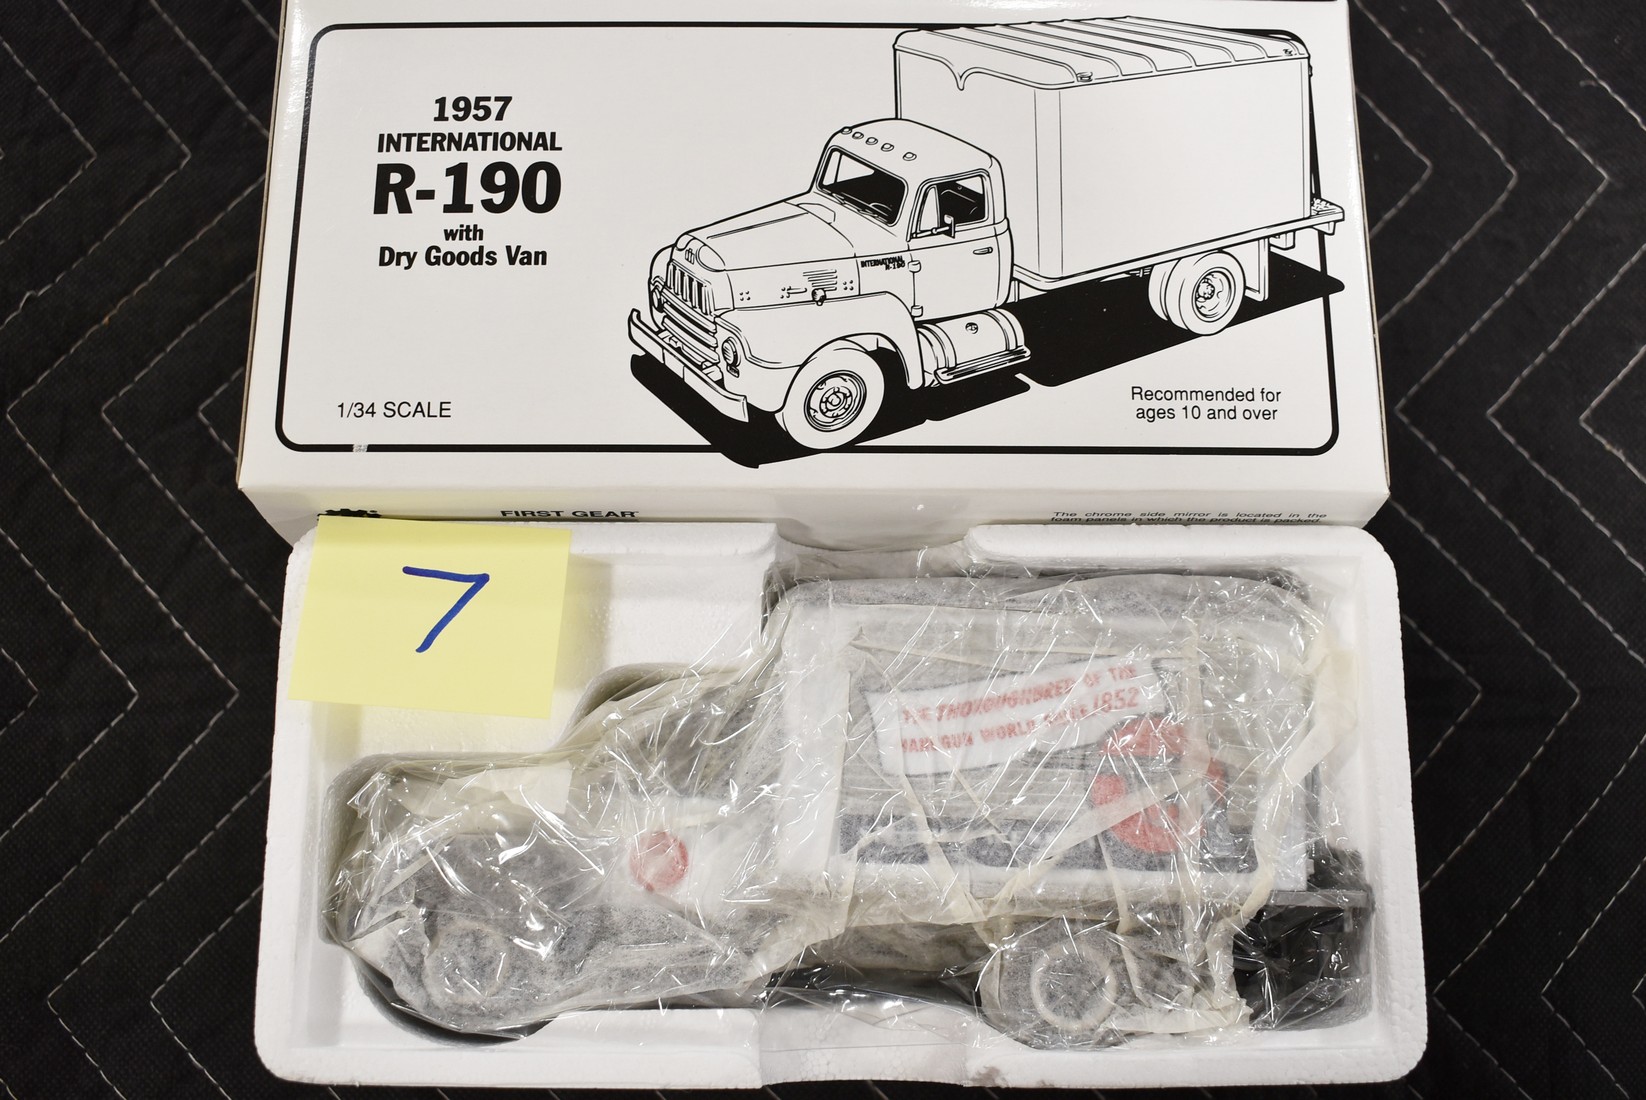 1957
INTERNATIONAL
R-190
with
Dry Goods Van
INTERNATIONAL
R-190
1/34 SCALE
Recommended for
ages 10 and over
FIRST GEAR
The chrome side mirror is located in the
foam panels in which the product is packed.
7
THE THOROUGHBRED OF THE
HANDGUN WORLD SINCE 1852